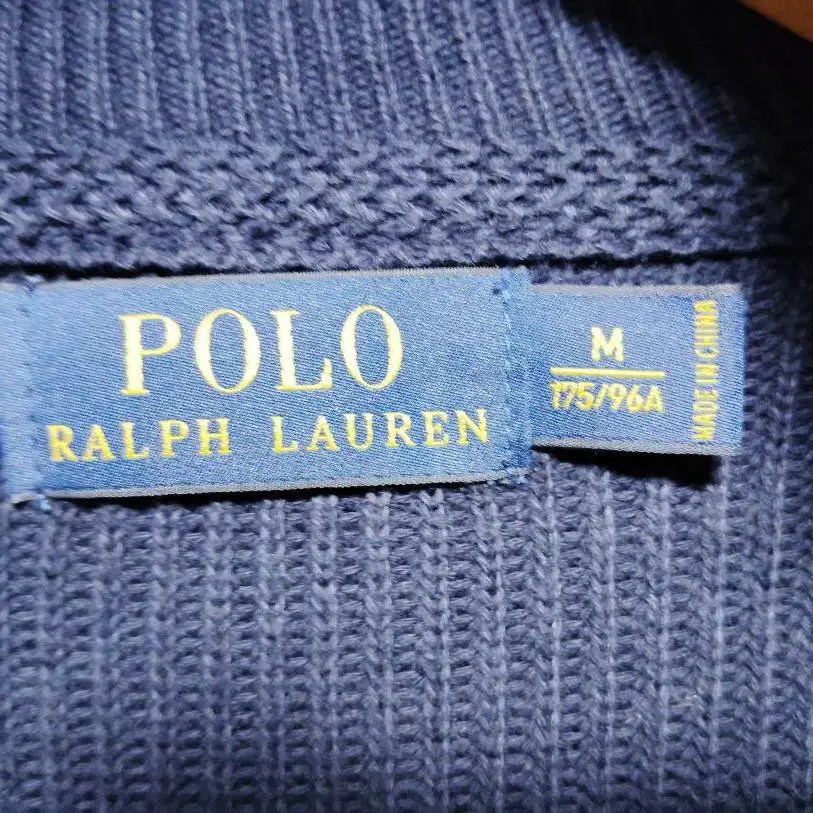 POLO
RALPH LAUREN
M
175/96A
MADE IN CHINA